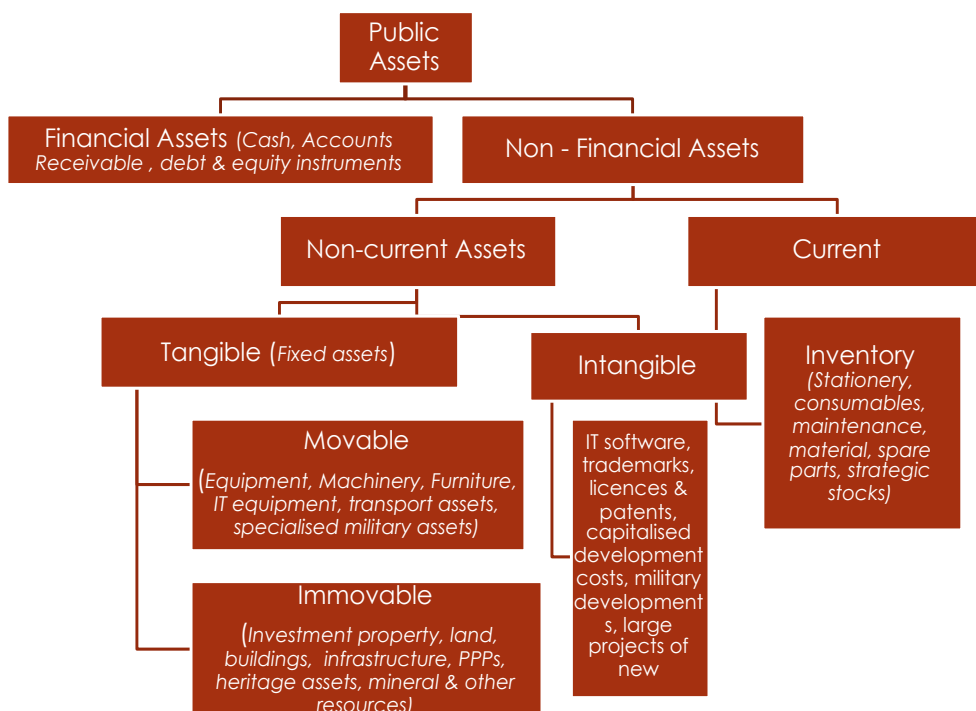 Public
Assets
Financial Assets (Cash, Accounts
Receivable , debt & equity instruments
Non - Financial Assets
Non-current Assets
Current
Tangible (Fixed assets)
Intangible
Inventory
(Stationery,
consumables,
maintenance,
material, spare
parts, strategic
stocks)
Movable
(Equipment, Machinery, Furniture,
IT equipment, transport assets,
specialised military assets)
IT software,
trademarks,
licences &
patents,
capitalised
development
costs, military
development
s, large
projects of
new
Immovable
(Investment property, land,
buildings, infrastructure, PPPs,
heritage assets, mineral & other
resources)